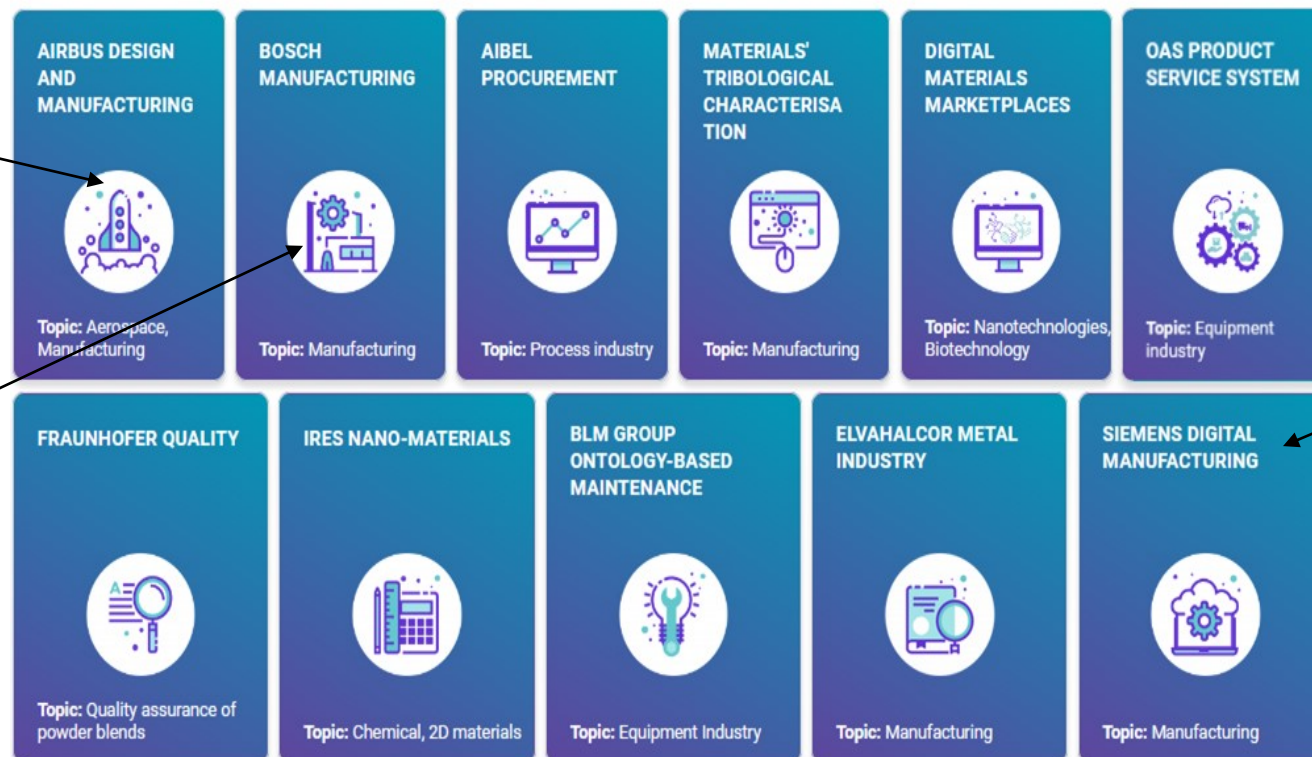 AIRBUS DESIGN
AND
MANUFACTURING
Topic: Aerospace,
Manufacturing
BOSCH
MANUFACTURING
Topic: Manufacturing
AIBEL
PROCUREMENT
Topic: Process industry
MATERIALS'
TRIBOLOGICAL
CHARACTERISA
TION
Topic: Manufacturing
DIGITAL
MATERIALS
MARKETPLACES
Topic: Nanotechnologies,
Biotechnology
OAS PRODUCT
SERVICE SYSTEM
Topic: Equipment
industry
FRAUNHOFER QUALITY
A
Topic: Quality assurance of
powder blends
IRES NANO-MATERIALS
Topic: Chemical, 2D materials
BLM GROUP
ONTOLOGY-BASED
MAINTENANCE
Topic: Equipment Industry
ELVAHALCOR METAL
INDUSTRY
Topic: Manufacturing
SIEMENS DIGITAL
MANUFACTURING
Topic: Manufacturing